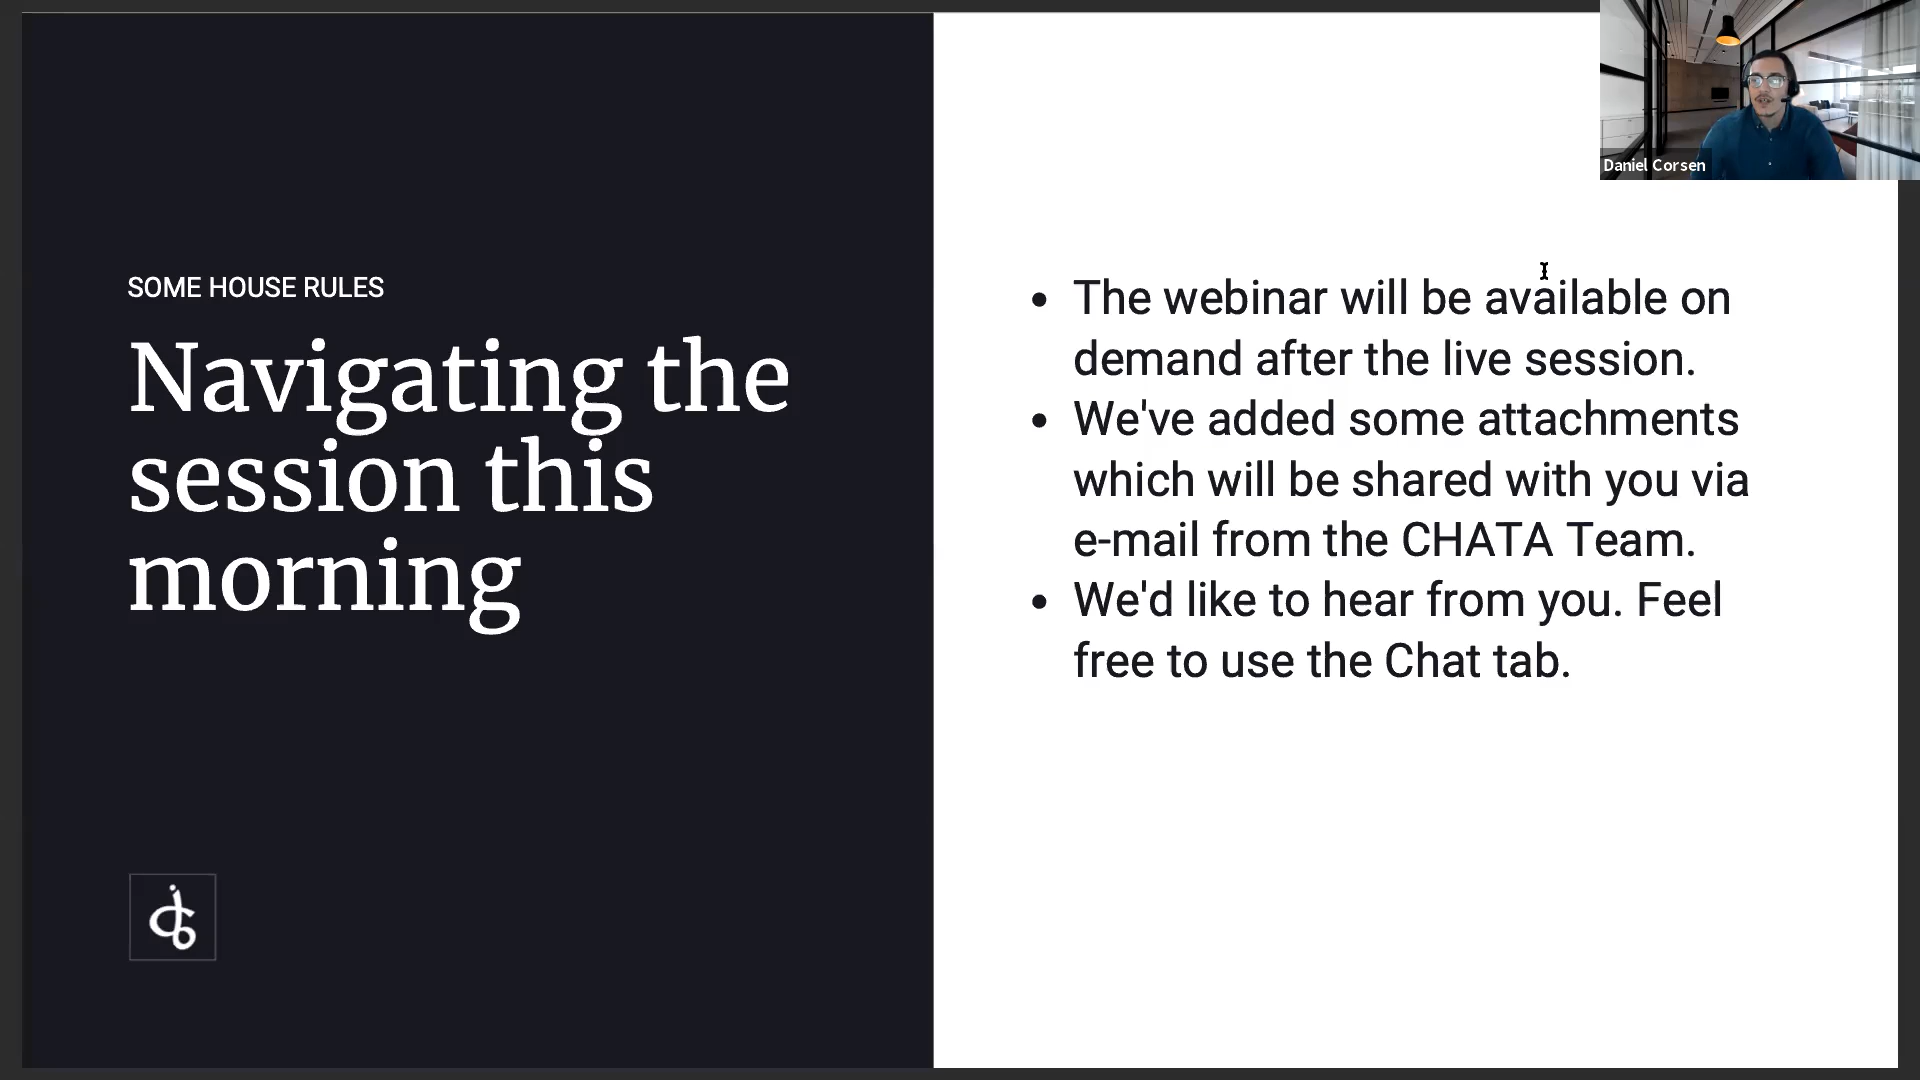 SOME HOUSE RULES
Navigating the
session this
morning
• The webinar will be available on
demand after the live session.
• We've added some attachments
which will be shared with you via
e-mail from the CHATA Team.
• We'd like to hear from you. Feel
free to use the Chat tab.
Daniel Corsen